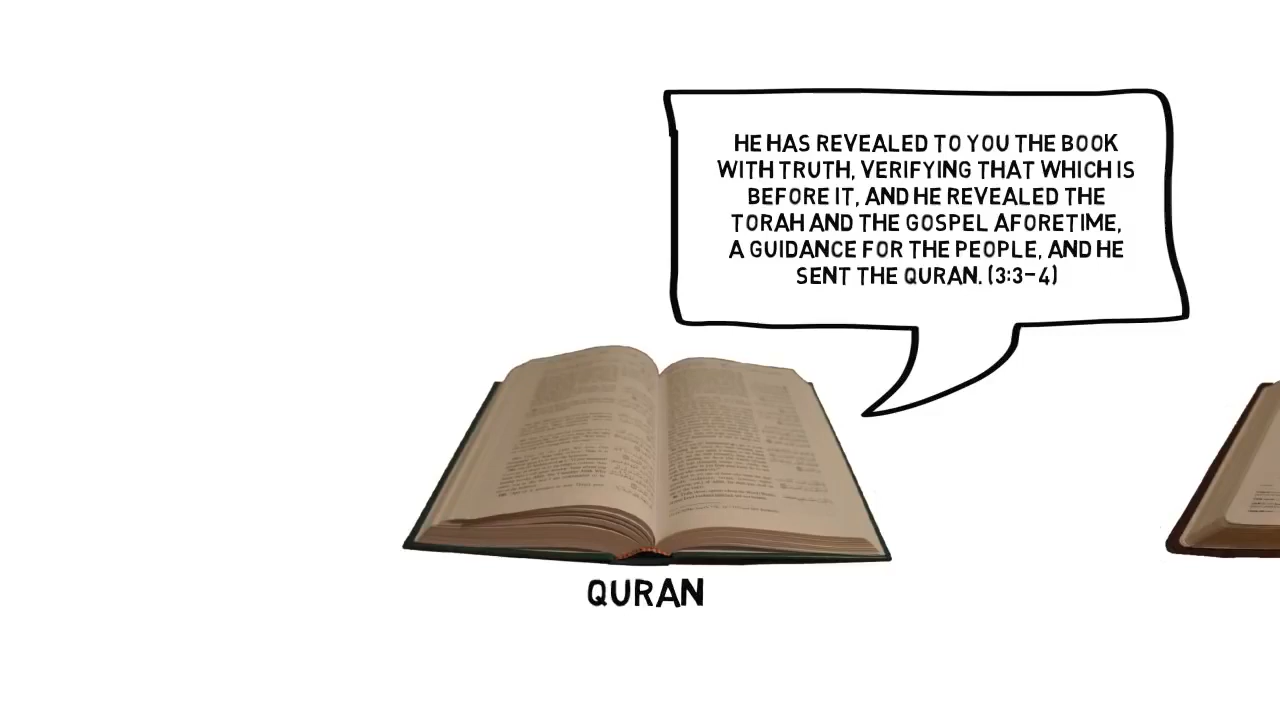 HE HAS REVEALED TO YOU THE BOOK
WITH TRUTH, VERIFYING THAT WHICH IS
BEFORE IT, AND HE REVEALED THE
TORAH AND THE GOSPEL AFORETIME,
A GUIDANCE FOR THE PEOPLE, AND HE
SENT THE QURAN. (3:3-4)
QURAN